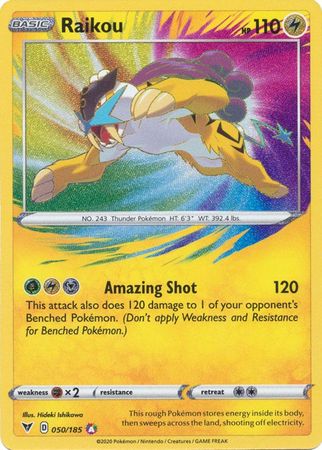 BASIC Raikou HP 110
NO. 243 Thunder Pokémon HT: 6'3" WT: 392.4 lbs.
Amazing Shot 120
This attack also does 120 damage to 1 of your opponent's
Benched Pokémon. (Don't apply Weakness and Resistance
for Benched Pokémon.)
weakness ×2 resistance retreat
Illus. Hideki Ishikawa
D 050/185 A
This rough Pokémon stores energy inside its body,
then sweeps across the land, shooting off electricity.
©2020 Pokémon / Nintendo / Creatures / GAME FREAK